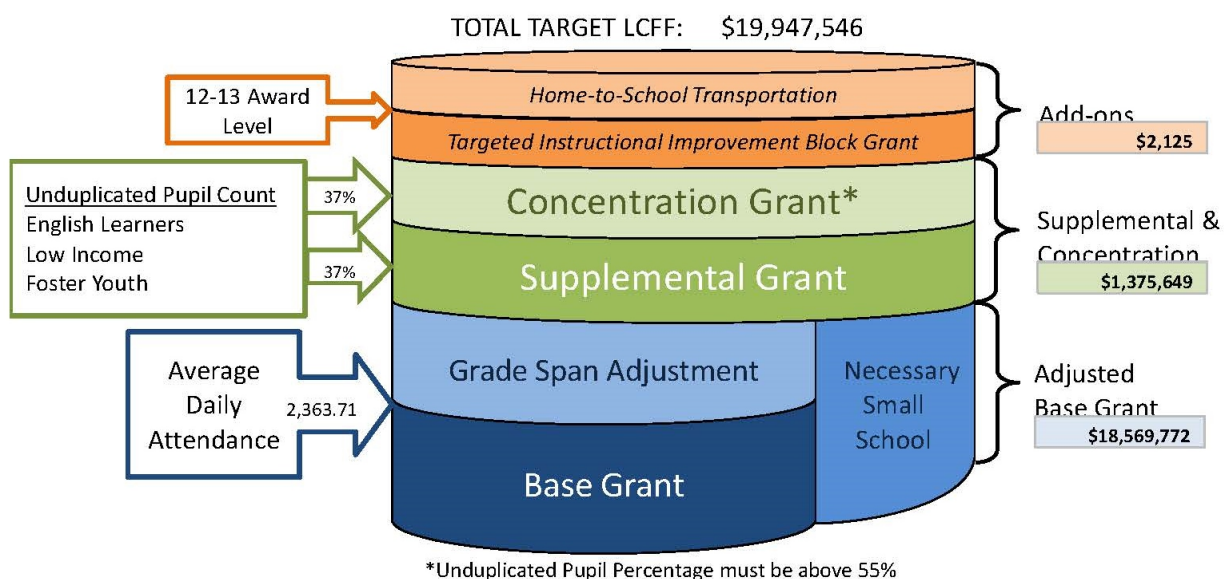 TOTAL TARGET LCFF: $19,947,546
12-13 Award
Level
Home-to-School Transportation
Targeted Instructional Improvement Block Grant
Add-ons
$2,125
Unduplicated Pupil Count
English Learners
Low Income
Foster Youth
37%
37%
Concentration Grant*
Supplemental Grant
Supplemental &
Concentration
$1,375,649
Average
Daily
Attendance
2,363.71
Grade Span Adjustment
Base Grant
Necessary
Small
School
Adjusted
Base Grant
$18,569,772
*Unduplicated Pupil Percentage must be above 55%